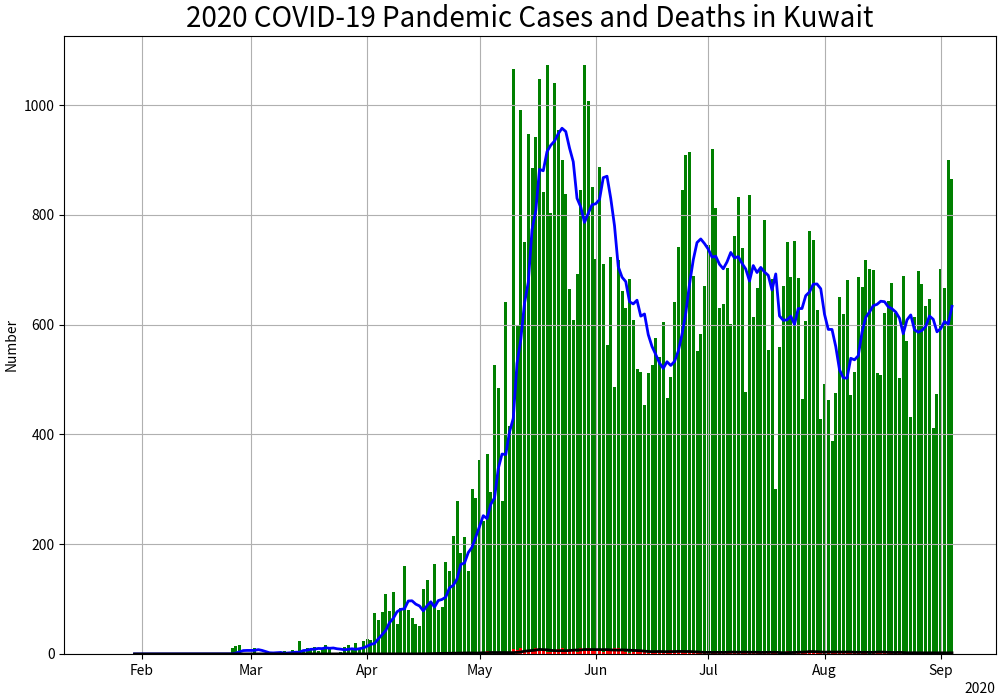 2020 COVID-19 Pandemic Cases and Deaths in Kuwait
Number
1000
800
600
400
200
0
Feb Mar Apr May Jun Jul Aug Sep
2020